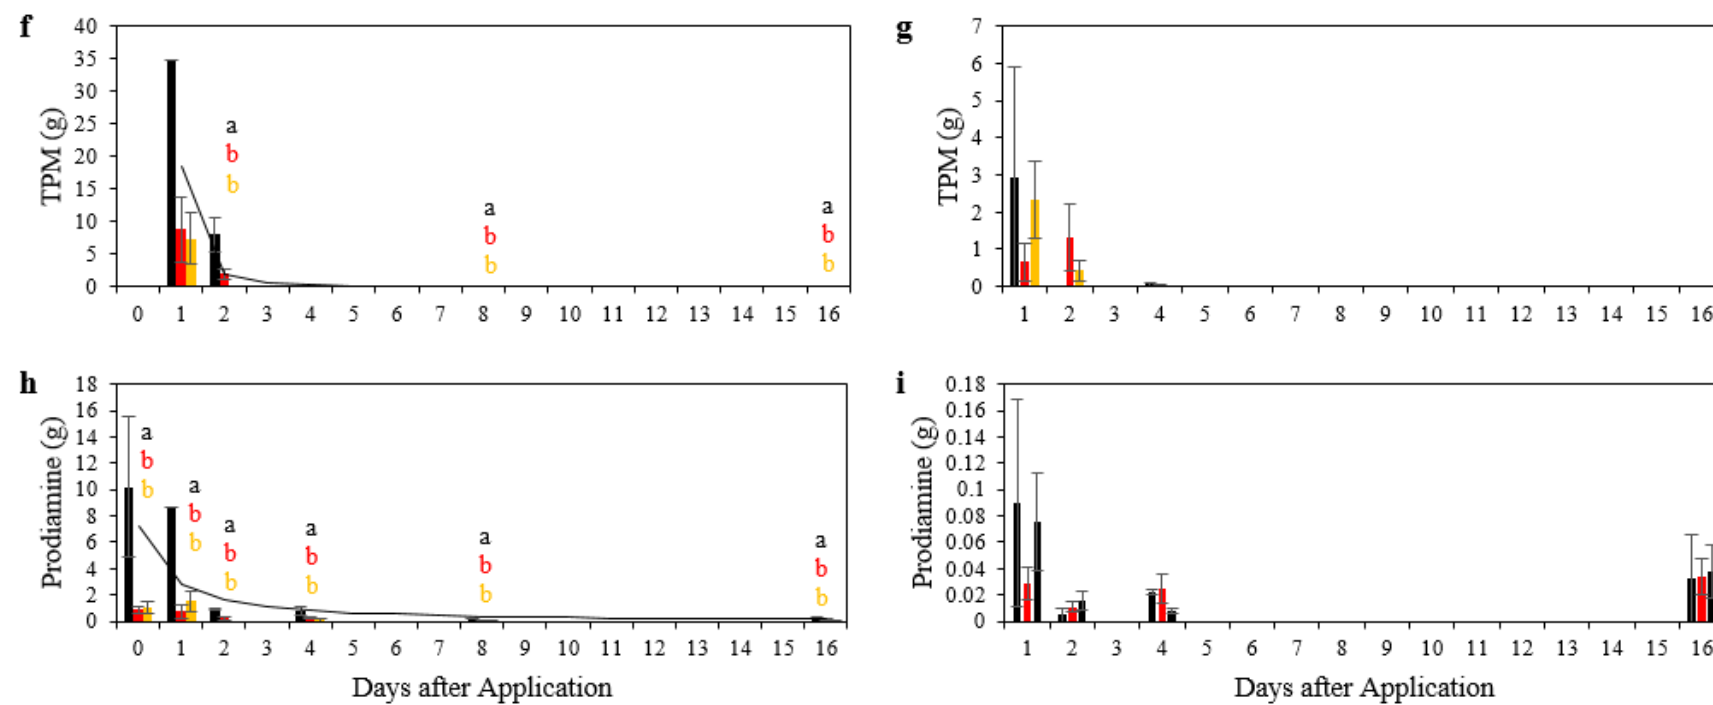 f
TPM (g)
40
35
30
25
20
15
10
5
0
a
b
b
a
b
b
a
b
b
0 1 2 3 4 5 6 7 8 9 10 11 12 13 14 15 16
g
TPM (g)
7
6
5
4
3
2
1
0
1 2 3 4 5 6 7 8 9 10 11 12 13 14 15 16
h
Prodiamine (g)
18
16
14
12
10
8
6
4
2
0
a
b
b
a
b
b
a
b
b
a
b
b
a
b
b
a
b
b
0 1 2 3 4 5 6 7 8 9 10 11 12 13 14 15 16
Days after Application
i
Prodiamine (g)
0.18
0.16
0.14
0.12
0.1
0.08
0.06
0.04
0.02
0
1 2 3 4 5 6 7 8 9 10 11 12 13 14 15 16
Days after Application